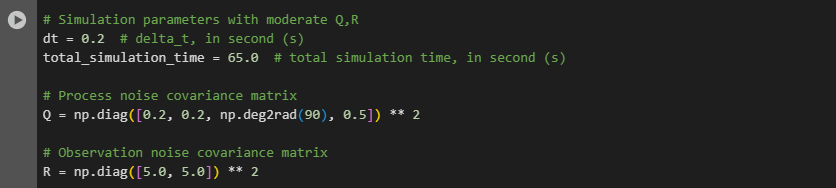 # Simulation parameters with moderate Q,R
dt = 0.2  # delta_t, in second (s)
total_simulation_time = 65.0  # total simulation time, in second (s)
# Process noise covariance matrix
Q = np.diag([0.2, 0.2, np.deg2rad(90), 0.5]) ** 2
# Observation noise covariance matrix
R = np.diag([5.0, 5.0]) ** 2